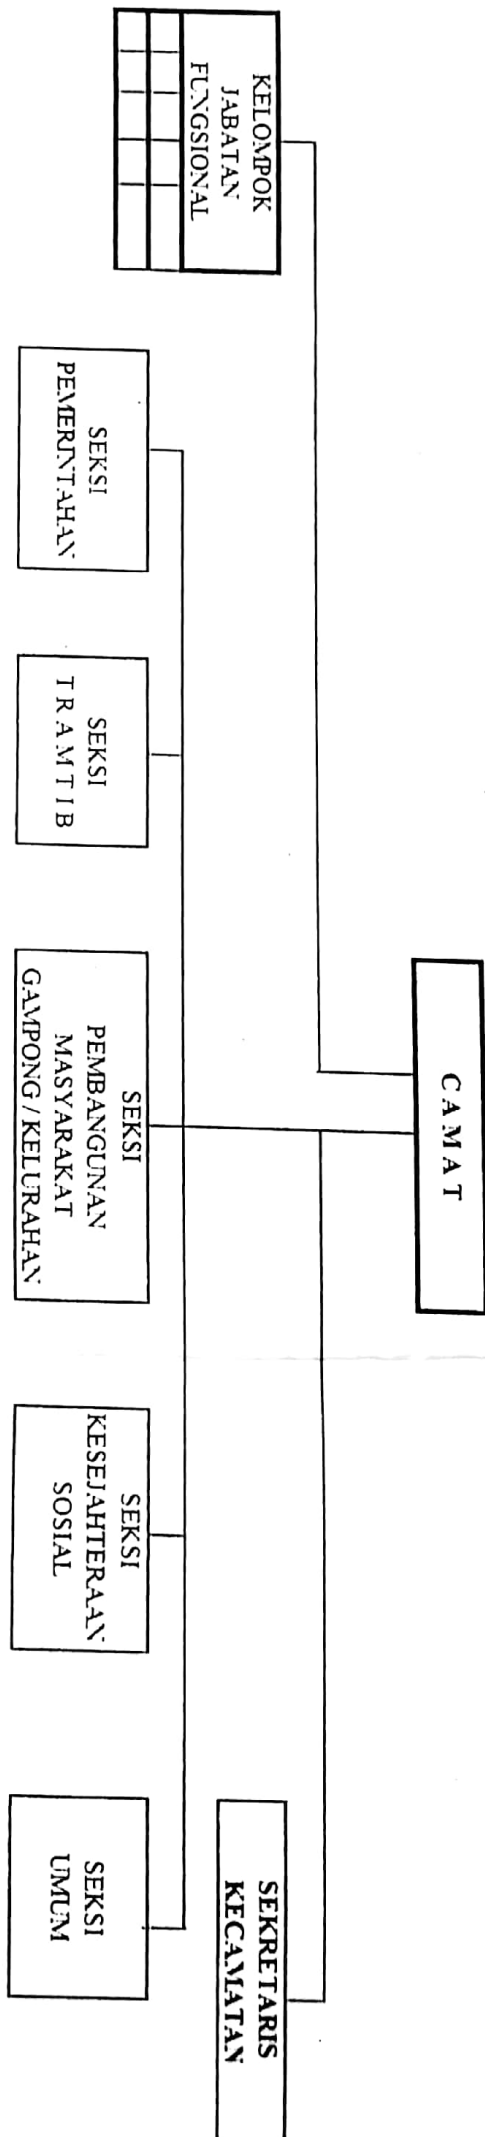 CAMAT
KELOMPOK
JABATAN
FUNGSIONAL
SEKRETARIS
KECAMATAN
SEKSI
PEMERINTAHAN
SEKSI
TRAMTIB
SEKSI
PEMBANGUNAN
MASYARAKAT
GAMPONG / KELURAHAN
SEKSI
KESEJAHTERAAN
SOSIAL
SEKSI
UMUM